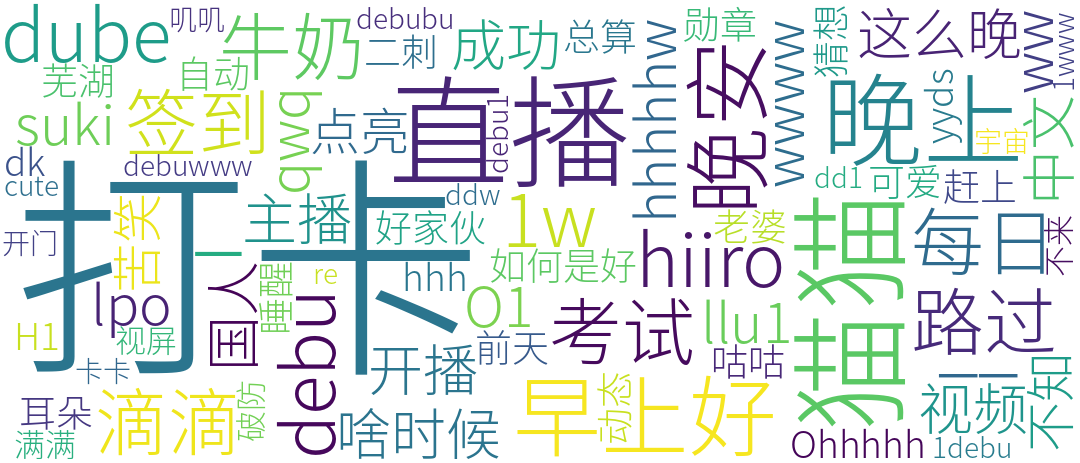 dube
叽叽
牛奶
debubu
二刺
成功
总算
勋章
猜想
这么晚
www
1www
芜湖
自动
suki
签到
qwq
点亮
直播
debu1
hhhhw
晚安
wwwww
晚上
yyds
宇宙
中文
dk
cute
debuwww
打卡
ddw
dd1
可爱
赶上
开门
苦笑
一
主播
好家伙
1w
hiiro
老婆
猫猫
每日
不来
lpo
国人
睡醒
re
hhh
如何是好
H1
视屏
debu
O1
考试
llu1
路过
卡卡
开播
前天
咕咕
一一
耳朵
滴滴
破防
啥时候
早上好
动态
视频
不知
满满
Ohhhhh
1debu